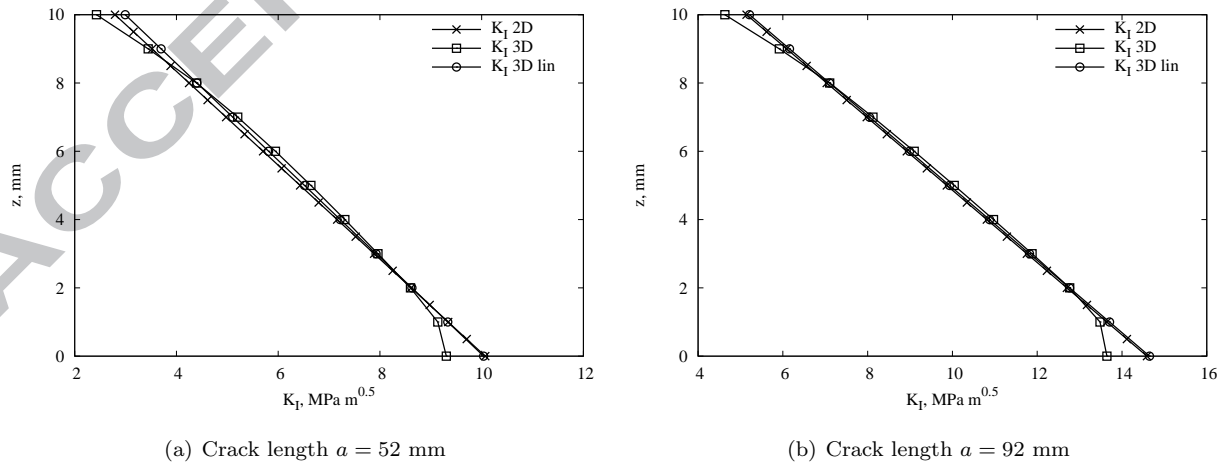 ACCE
10
8
6
4
2
0
z, mm
2
4
6
8
10
12
K_I, MPa m^0.5
K_I 2D
K_I 3D
K_I 3D lin
(a) Crack length a = 52 mm
10
8
6
4
2
0
z, mm
4
6
8
10
12
14
16
K_I, MPa m^0.5
K_I 2D
K_I 3D
K_I 3D lin
(b) Crack length a = 92 mm